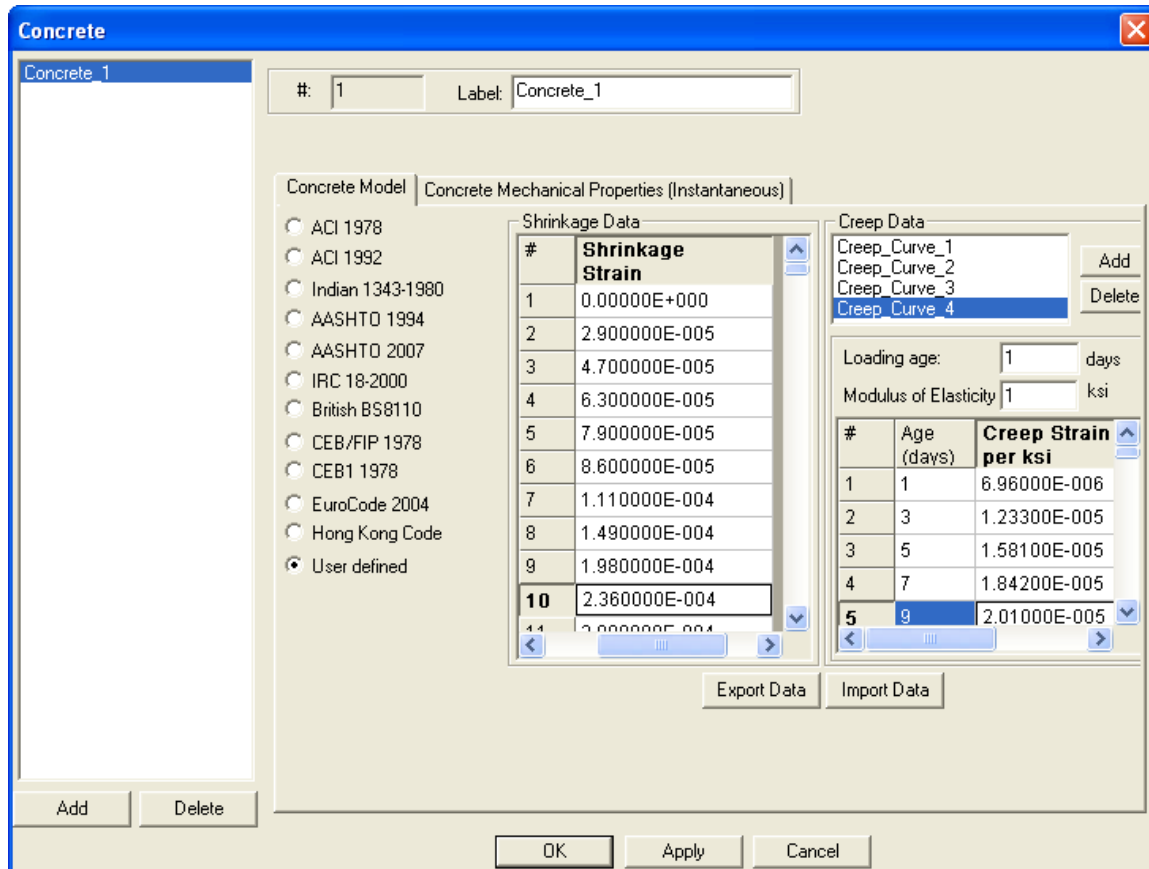 Concrete
Concrete_1
#: 1 Label: Concrete_1
Concrete Model Concrete Mechanical Properties (Instantaneous)
ACI 1978
ACI 1992
Indian 1343-1980
AASHTO 1994
AASHTO 2007
IRC 18-2000
British BS8110
CEB/FIP 1978
CEB1 1978
EuroCode 2004
Hong Kong Code
User defined
Shrinkage Data
# Shrinkage
Strain
1 0.00000E+000
2 2.900000E-005
3 4.700000E-005
4 6.300000E-005
5 7.900000E-005
6 8.600000E-005
7 1.110000E-004
8 1.490000E-004
9 1.980000E-004
10 2.360000E-004
Creep Data
Creep_Curve_1
Creep_Curve_2
Creep_Curve_3
Creep_Curve_4
Add
Delete
Loading age: 1 days
Modulus of Elasticity 1 ksi
# Age Creep Strain
(days) per ksi
1 1 6.96000E-006
2 3 1.23300E-005
3 5 1.58100E-005
4 7 1.84200E-005
5 9 2.01000E-005
Export Data Import Data
Add Delete
OK Apply Cancel